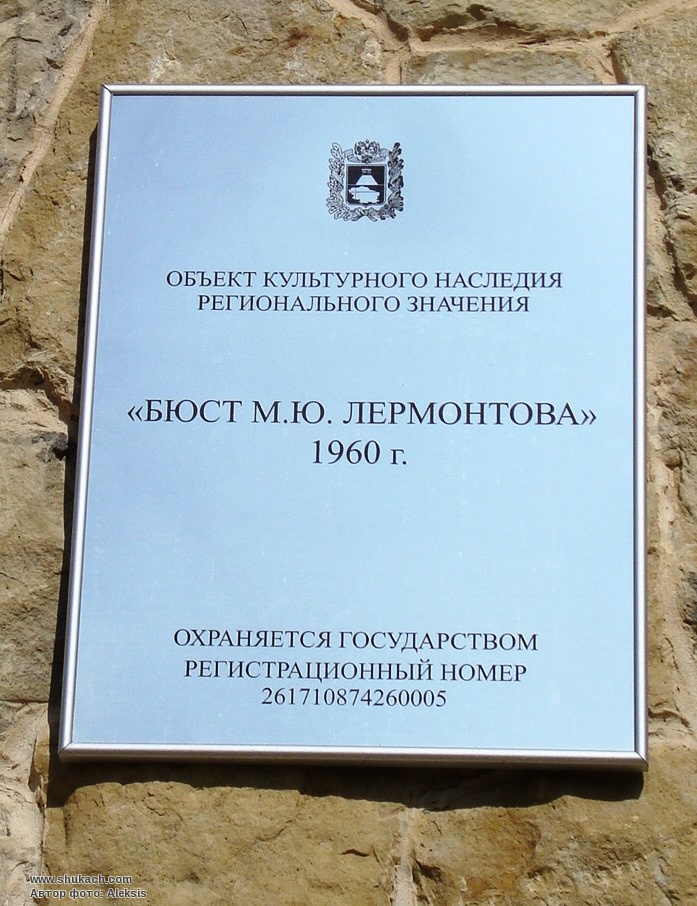 ОБЪЕКТ КУЛЬТУРНОГО НАСЛЕДИЯ
РЕГИОНАЛЬНОГО ЗНАЧЕНИЯ
«БЮСТ М.Ю. ЛЕРМОНТОВА»
1960 г.
ОХРАНЯЕТСЯ ГОСУДАРСТВОМ
РЕГИСТРАЦИОННЫЙ НОМЕР
261710874260005
www.shukach.com
Автор фото: Aleksis